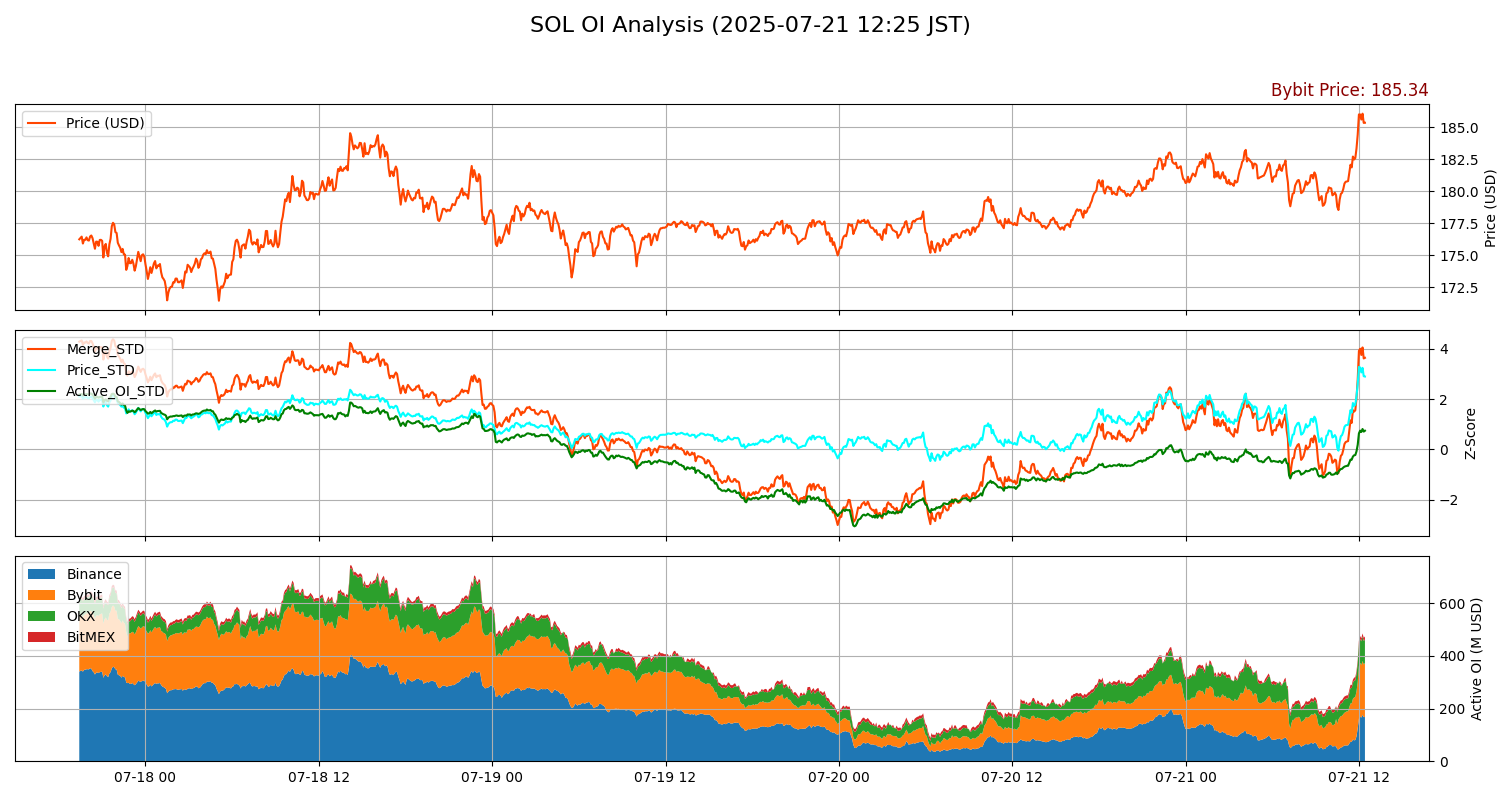 SOL OI Analysis (2025-07-21 12:25 JST)
Bybit Price: 185.34
Price (USD)
185.0
182.5
180.0
177.5
175.0
172.5
Price (USD)
Merge_STD
Price_STD
Active_OI_STD
4
2
0
−2
Z-Score
Binance
Bybit
OKX
BitMEX
600
400
200
0
Active OI (M USD)
07-18 00
07-18 12
07-19 00
07-19 12
07-20 00
07-20 12
07-21 00
07-21 12